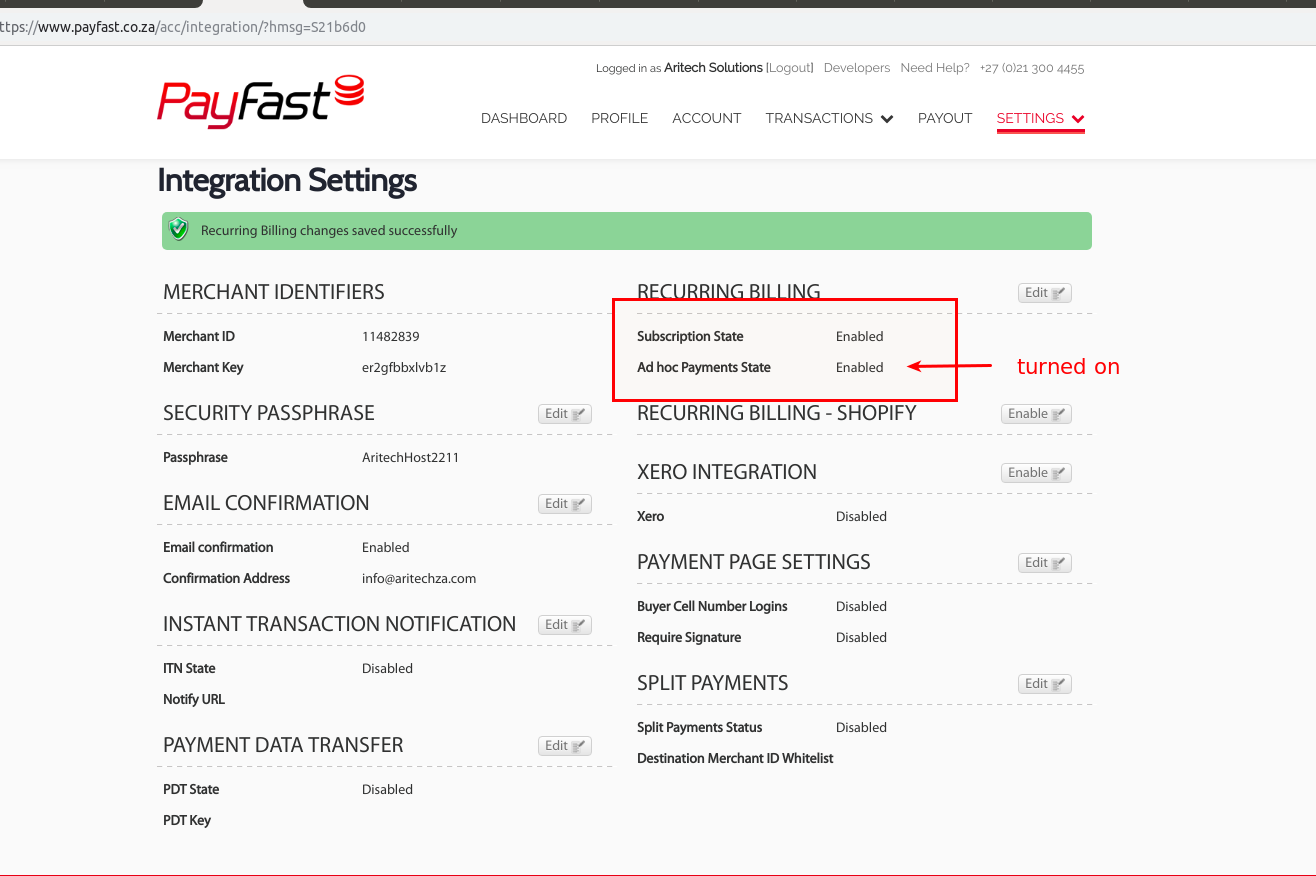 ttps://www.payfast.co.za/acc/integration/?hmsg=S21b6d0
Logged in as Aritech Solutions [Logout] Developers Need Help? +27 (0)21 300 4455
PayFast
DASHBOARD PROFILE ACCOUNT TRANSACTIONS PAYOUT SETTINGS
Integration Settings
Recurring Billing changes saved successfully
MERCHANT IDENTIFIERS
Merchant ID 11482839
Merchant Key er2gfbbxlvb1z
SECURITY PASSPHRASE Edit
Passphrase AritechHost2211
EMAIL CONFIRMATION Edit
Email confirmation Enabled
Confirmation Address info@aritechza.com
INSTANT TRANSACTION NOTIFICATION Edit
ITN State Disabled
Notify URL
PAYMENT DATA TRANSFER Edit
PDT State Disabled
PDT Key
RECURRING BILLING Edit
Subscription State Enabled
Ad hoc Payments State Enabled
turned on
RECURRING BILLING - SHOPIFY Enable
XERO INTEGRATION Enable
Xero Disabled
PAYMENT PAGE SETTINGS Edit
Buyer Cell Number Logins Disabled
Require Signature Disabled
SPLIT PAYMENTS Edit
Split Payments Status Disabled
Destination Merchant ID Whitelist